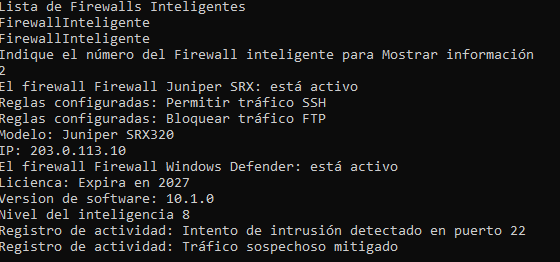 Lista de Firewalls Inteligentes
FirewallInteligente
FirewallInteligente
Indique el número del Firewall inteligente para Mostrar información
2
El firewall Firewall Juniper SRX: está activo
Reglas configuradas: Permitir tráfico SSH
Reglas configuradas: Bloquear tráfico FTP
Modelo: Juniper SRX320
IP: 203.0.113.10
El firewall Firewall Windows Defender: está activo
Licienca: Expira en 2027
Version de software: 10.1.0
Nivel del inteligencia 8
Registro de actividad: Intento de intrusión detectado en puerto 22
Registro de actividad: Tráfico sospechoso mitigado